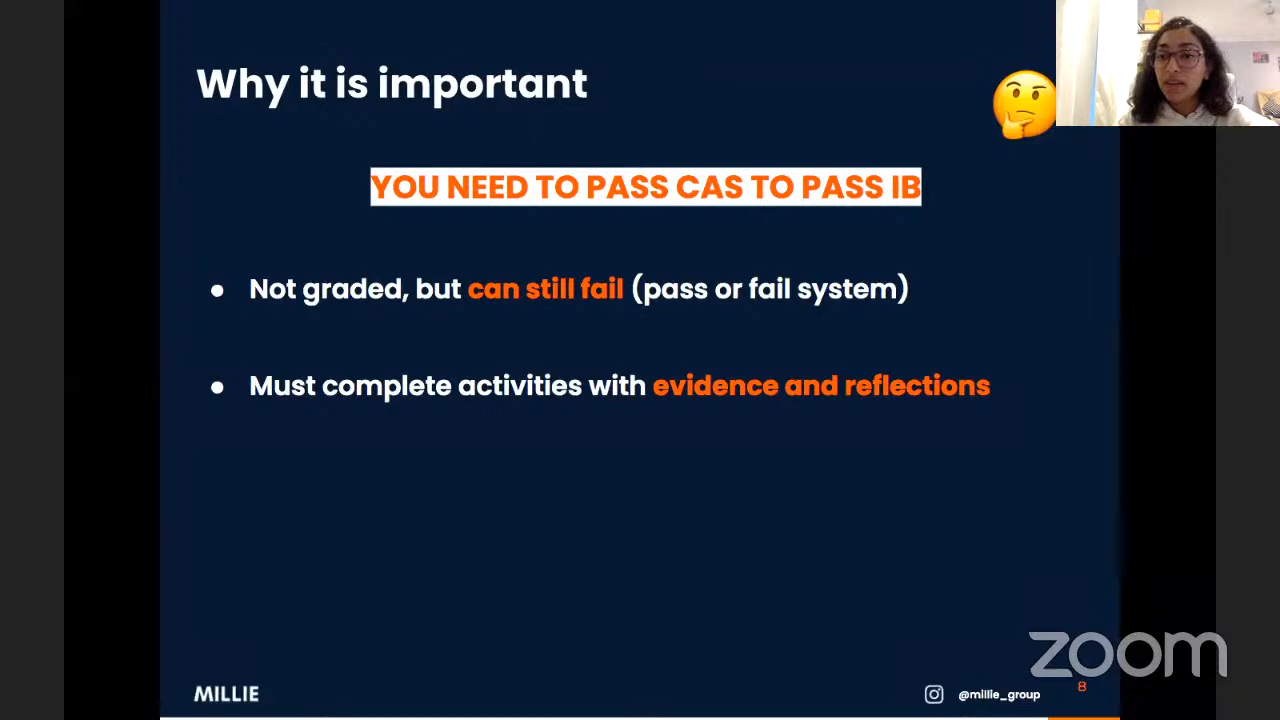 Why it is important
YOU NEED TO PASS CAS TO PASS IB
● Not graded, but can still fail (pass or fail system)
● Must complete activities with evidence and reflections
MILLIE
@millie_group
8
zoom